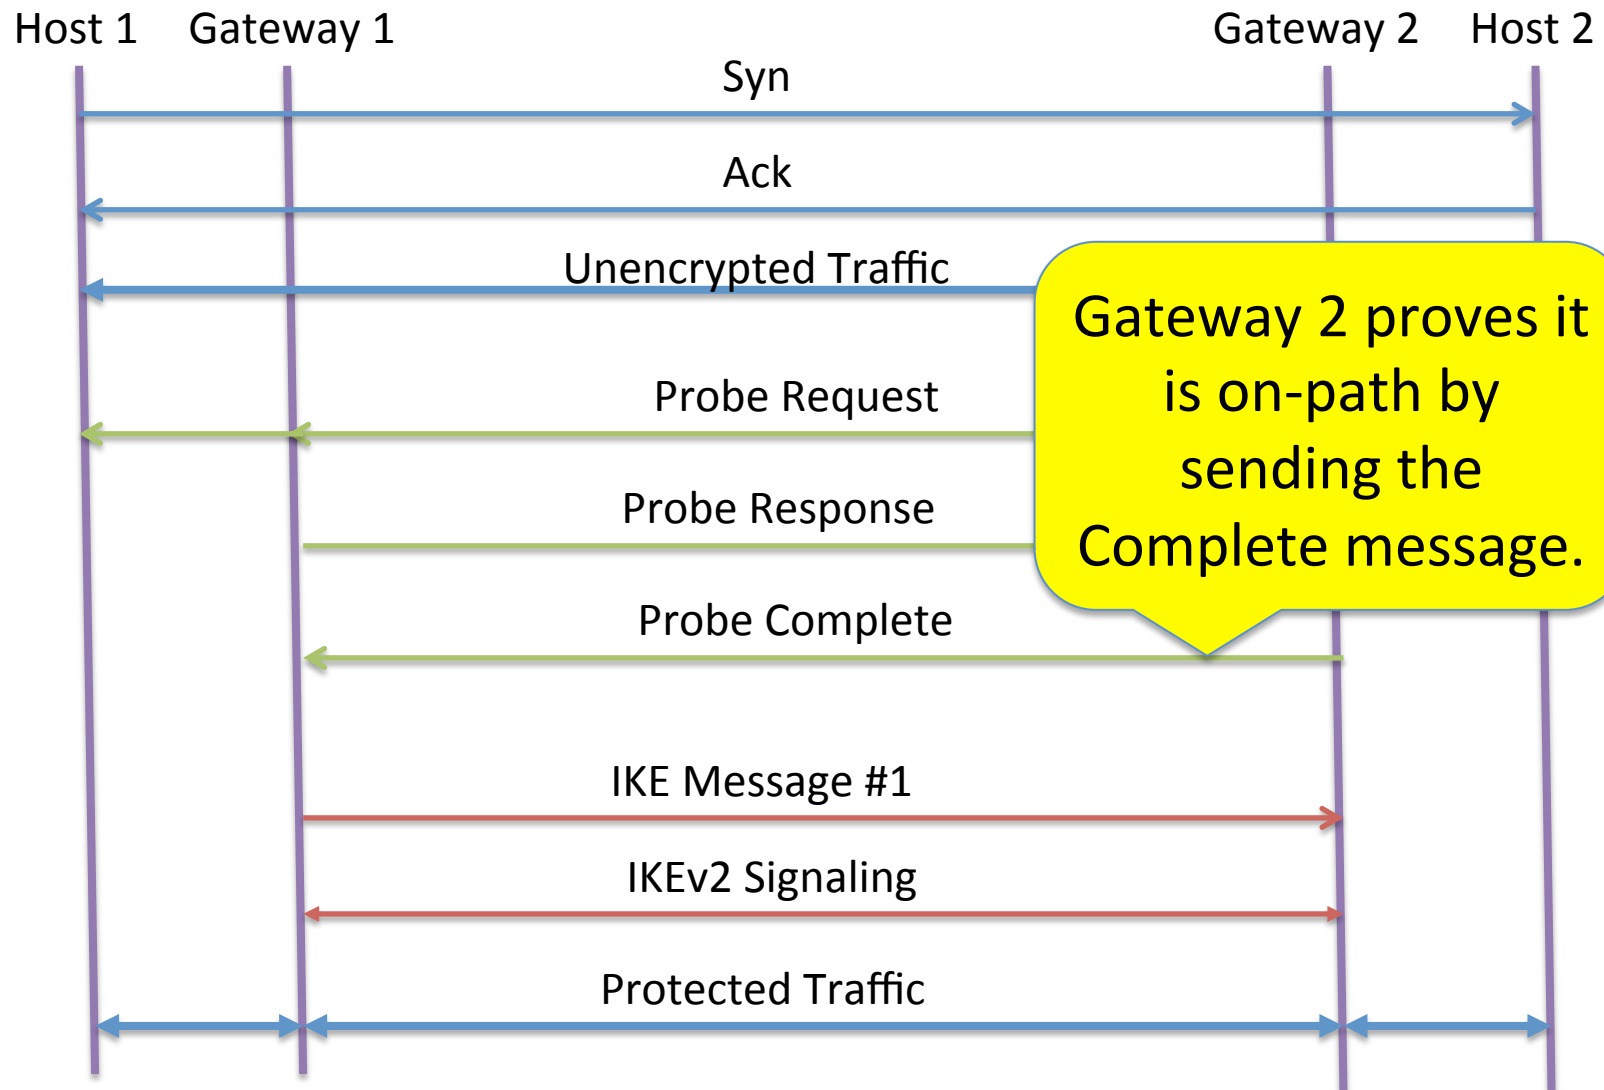 Host 1 Gateway 1 Gateway 2 Host 2
Syn
Ack
Unencrypted Traffic
Probe Request
Probe Response
Probe Complete
Gateway 2 proves it
is on-path by
sending the
Complete message.
IKE Message #1
IKEv2 Signaling
Protected Traffic